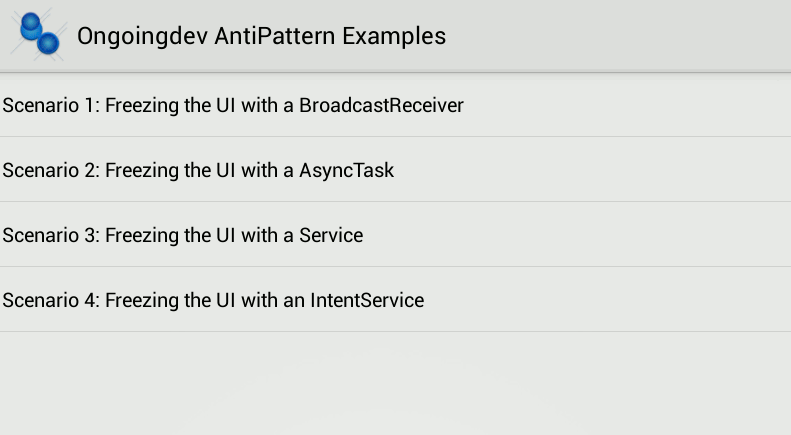 Ongoingdev AntiPattern Examples
Scenario 1: Freezing the UI with a BroadcastReceiver
Scenario 2: Freezing the UI with a AsyncTask
Scenario 3: Freezing the UI with a Service
Scenario 4: Freezing the UI with an IntentService